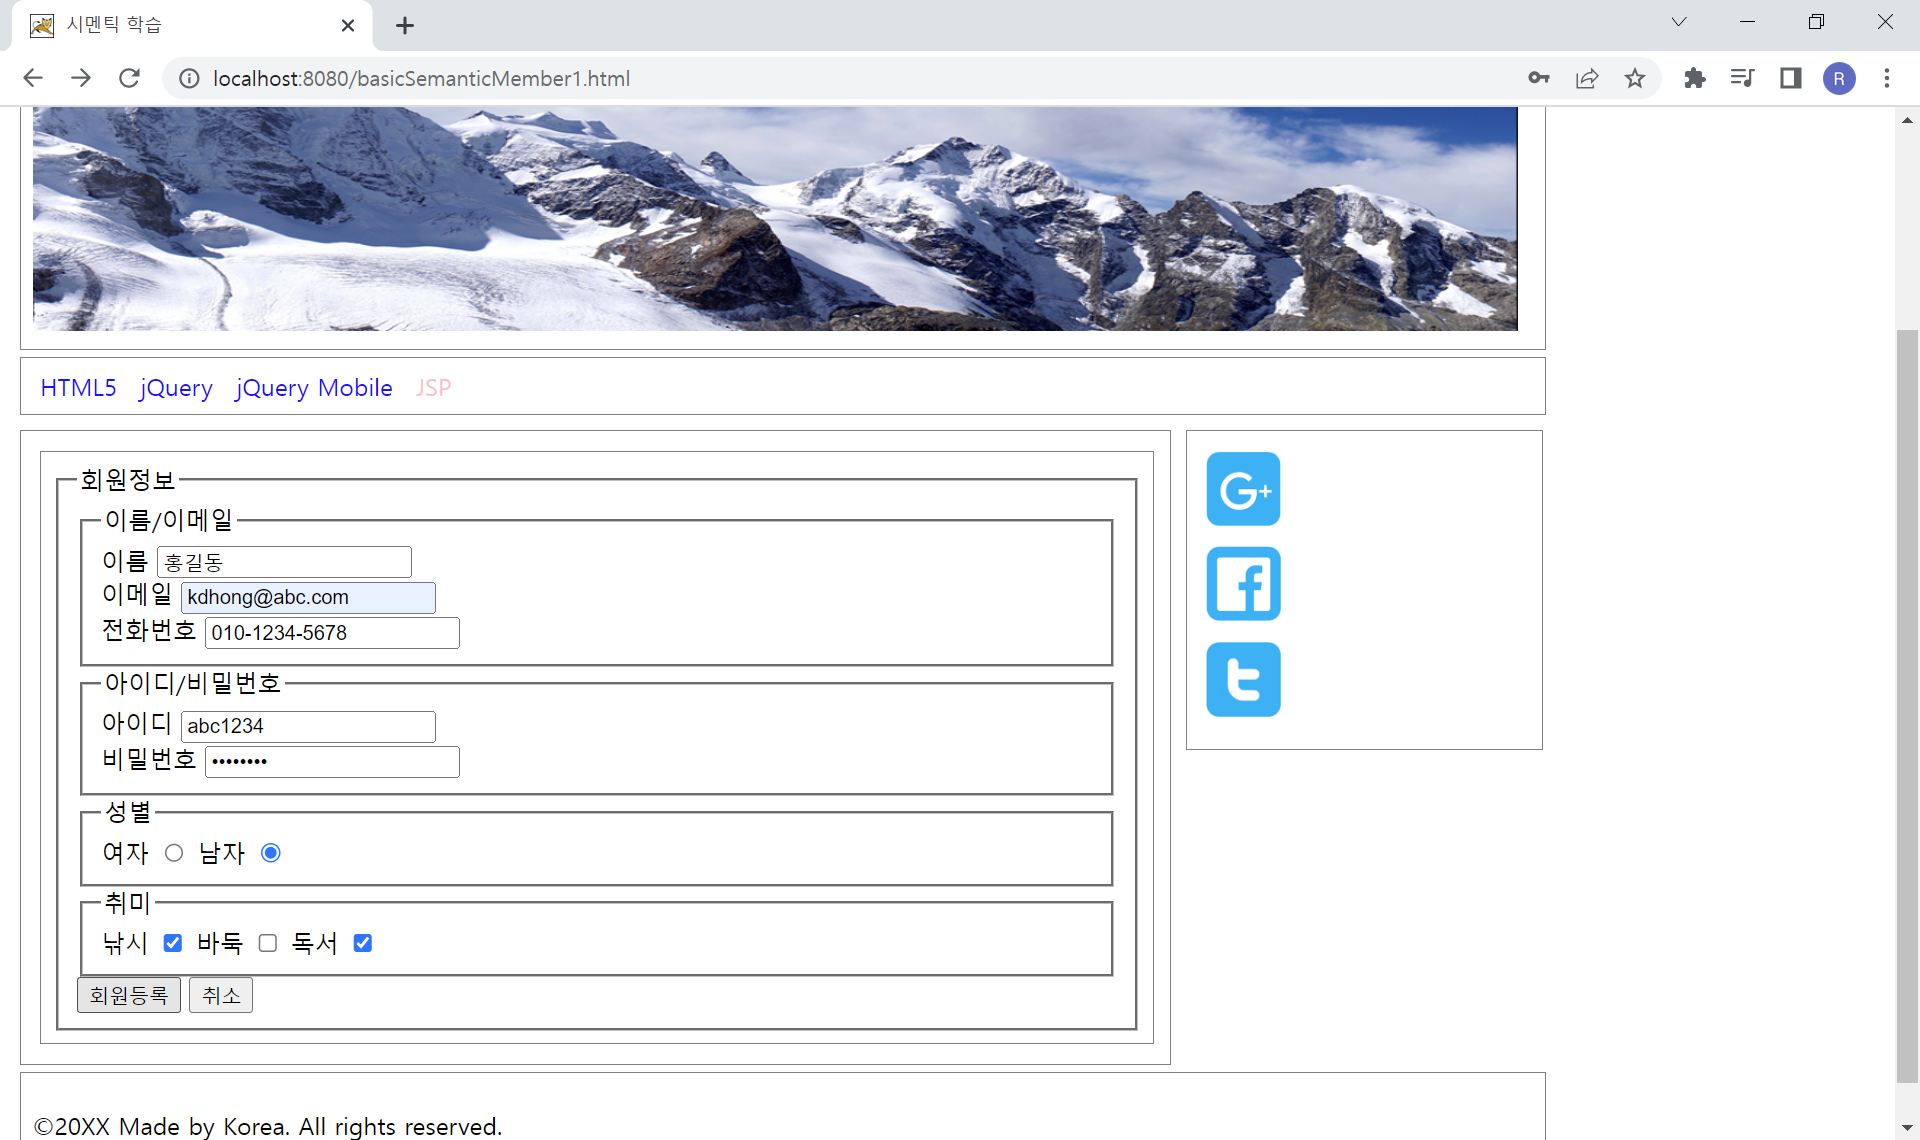 시멘틱 학습
localhost:8080/basicSemanticMember1.html
R
HTML5 jQuery jQuery Mobile JSP
회원정보
이름/이메일
이름 홍길동
이메일 kdhong@abc.com
전화번호 010-1234-5678
아이디/비밀번호
아이디 abc1234
비밀번호 ••••••••
성별
여자 남자
취미
낚시 바둑 독서
회원등록 취소
G+
f
t
©20XX Made by Korea. All rights reserved.